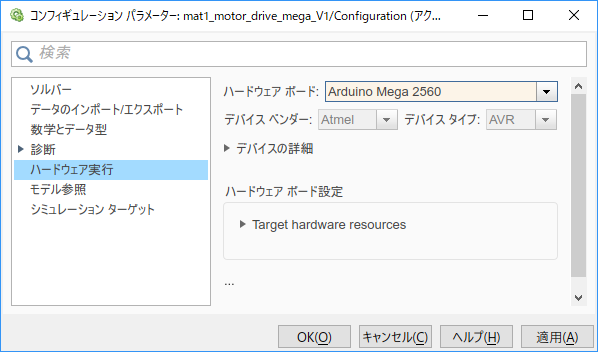 コンフィギュレーション パラメーター: mat1_motor_drive_mega_V1/Configuration (アク...
検索
ソルバー
データのインポート/エクスポート
数学とデータ型
診断
ハードウェア実行
モデル参照
シミュレーション ターゲット
ハードウェア ボード: Arduino Mega 2560
デバイス ベンダー: Atmel デバイス タイプ: AVR
デバイスの詳細
ハードウェア ボード設定
Target hardware resources
...
OK(O) キャンセル(C) ヘルプ(H) 適用(A)